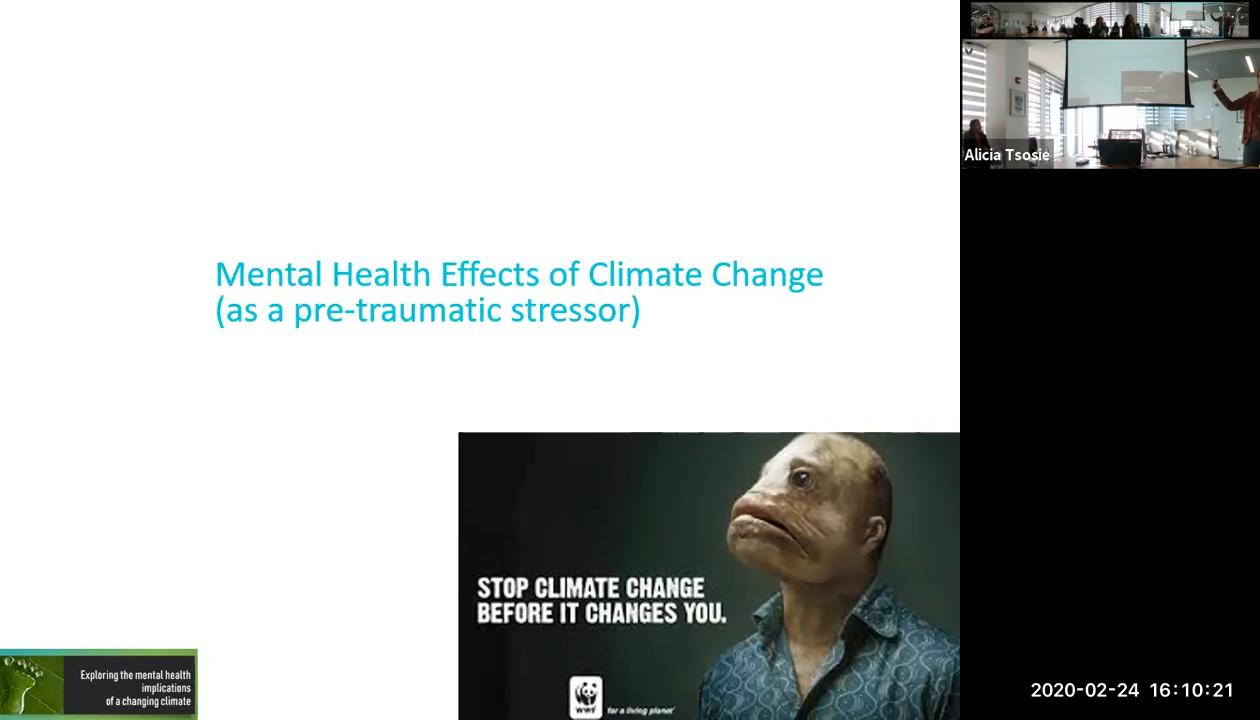 Mental Health Effects of Climate Change
(as a pre-traumatic stressor)
STOP CLIMATE CHANGE
BEFORE IT CHANGES YOU.
WWF
for a living planet
Exploring the mental health
implications
of a changing climate
Alicia Tsosie
2020-02-24 16:10:21